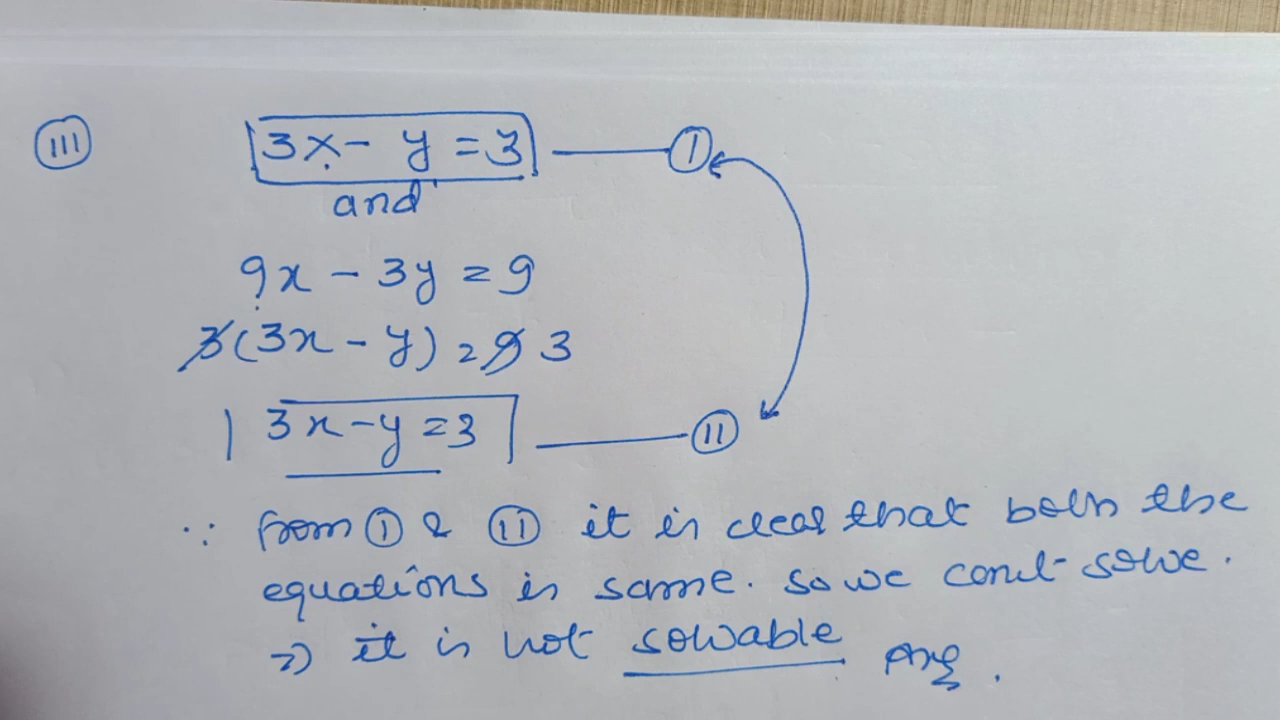 (III) 3x - y = 3 —— (I)
and
9x - 3y = 9
3(3x - y) = 9 3
3x - y = 3 —— (II)
∵ from (I) & (II) it is clear that both the
equations is same. so we can't solve.
⇒ it is not solvable Ans.